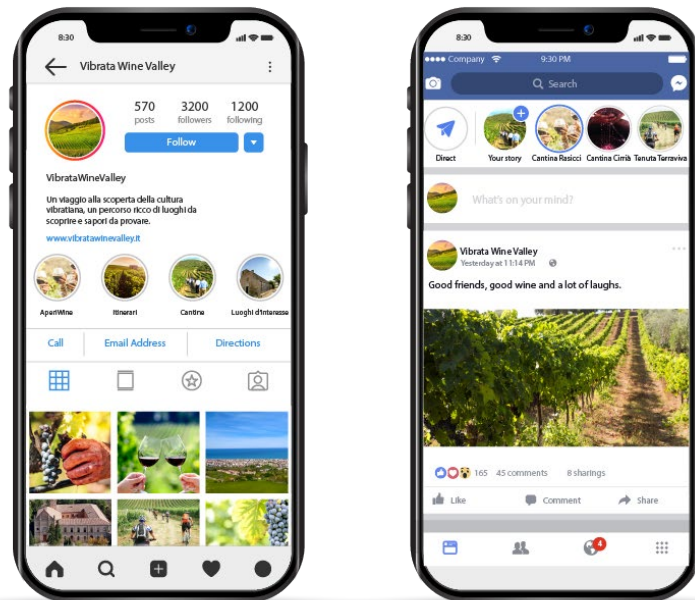 8:30
Vibrata Wine Valley
570 3200 1200
posts followers following
Follow
VibrataWineValley
Un viaggio alla scoperta della cultura
vibratiana, un percorso ricco di luoghi da
scoprire e sapori da provare.
www.vibratawinevalley.it
AperiWine Itinerari Cantine Luoghi d'Interesse
Call Email Address Directions
8:30
Company 9:30 PM
Search
Direct Your story Cantina Rasicci Cantina Cirrià Tenuta Terraviva
What's on your mind?
Vibrata Wine Valley
Yesterday at 11:14 PM
Good friends, good wine and a lot of laughs.
165 45 comments 8 sharings
Like Comment Share
4